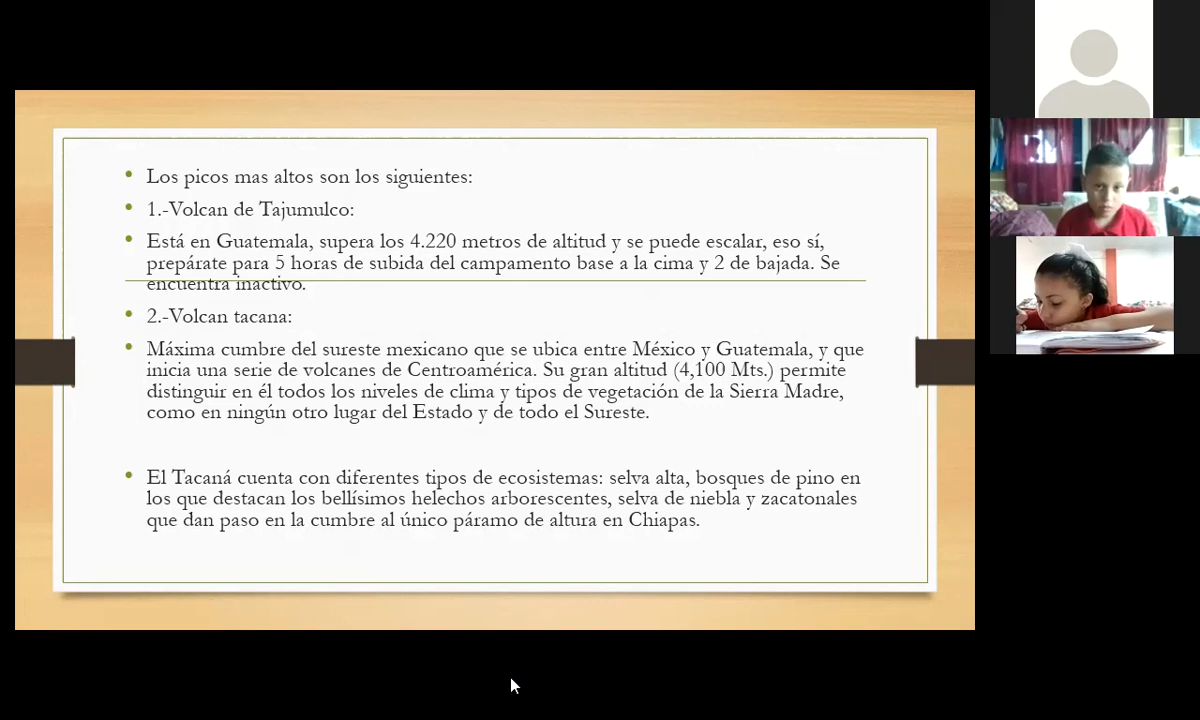 Los picos mas altos son los siguientes:
1.-Volcan de Tajumulco:
Está en Guatemala, supera los 4.220 metros de altitud y se puede escalar, eso sí,
prepárate para 5 horas de subida del campamento base a la cima y 2 de bajada. Se
encuentra inactivo.
2.-Volcan tacana:
Máxima cumbre del sureste mexicano que se ubica entre México y Guatemala, y que
inicia una serie de volcanes de Centroamérica. Su gran altitud (4,100 Mts.) permite
distinguir en él todos los niveles de clima y tipos de vegetación de la Sierra Madre,
como en ningún otro lugar del Estado y de todo el Sureste.
El Tacaná cuenta con diferentes tipos de ecosistemas: selva alta, bosques de pino en
los que destacan los bellísimos helechos arborescentes, selva de niebla y zacatonales
que dan paso en la cumbre al único páramo de altura en Chiapas.